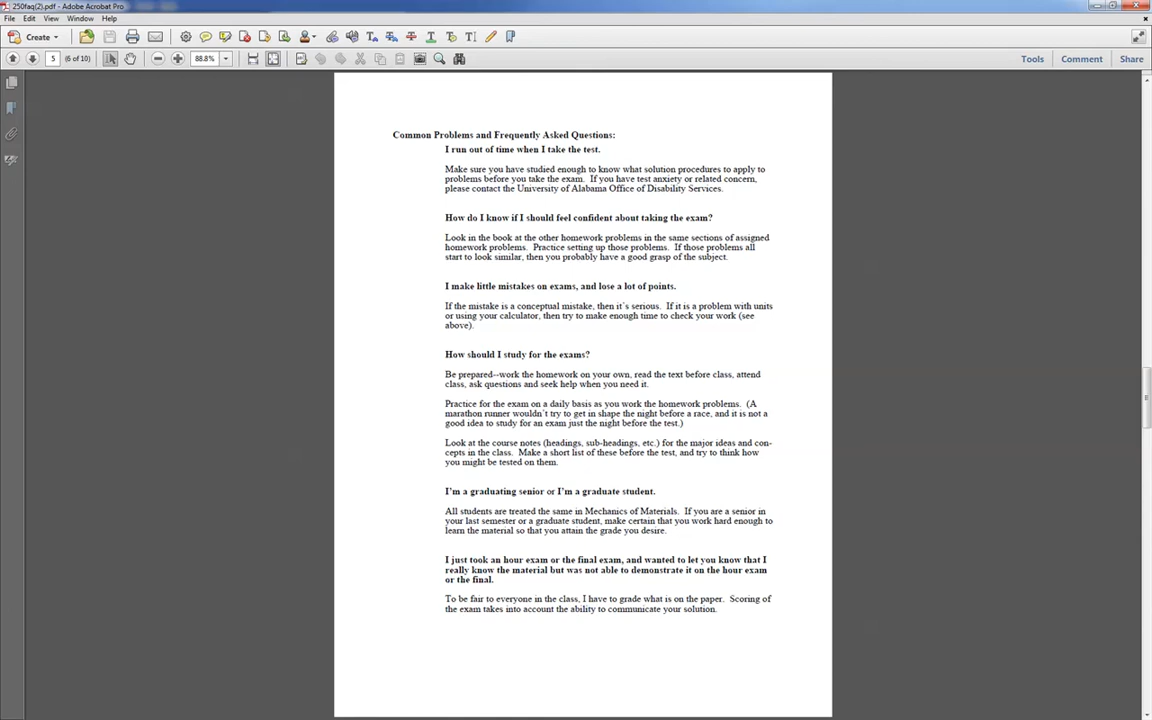 250faq(2).pdf - Adobe Acrobat Pro
File Edit View Window Help
Create
5 (6 of 10) 88.8% Tools Comment Share
Common Problems and Frequently Asked Questions:
I run out of time when I take the test.
Make sure you have studied enough to know what solution procedures to apply to
problems before you take the exam. If you have test anxiety or related concern,
please contact the University of Alabama Office of Disability Services.
How do I know if I should feel confident about taking the exam?
Look in the book at the other homework problems in the same sections of assigned
homework problems. Practice setting up those problems. If those problems all
start to look similar, then you probably have a good grasp of the subject.
I make little mistakes on exams, and lose a lot of points.
If the mistake is a conceptual mistake, then it's serious. If it is a problem with units
or using your calculator, then try to make enough time to check your work (see
above).
How should I study for the exams?
Be prepared--work the homework on your own, read the text before class, attend
class, ask questions and seek help when you need it.
Practice for the exam on a daily basis as you work the homework problems. (A
marathon runner wouldn't try to get in shape the night before a race, and it is not a
good idea to study for an exam just the night before the test.)
Look at the course notes (headings, sub-headings, etc.) for the major ideas and con-
cepts in the class. Make a short list of these before the test, and try to think how
you might be tested on them.
I'm a graduating senior or I'm a graduate student.
All students are treated the same in Mechanics of Materials. If you are a senior in
your last semester or a graduate student, make certain that you work hard enough to
learn the material so that you attain the grade you desire.
I just took an hour exam or the final exam, and wanted to let you know that I
really know the material but was not able to demonstrate it on the hour exam
or the final.
To be fair to everyone in the class, I have to grade what is on the paper. Scoring of
the exam takes into account the ability to communicate your solution.